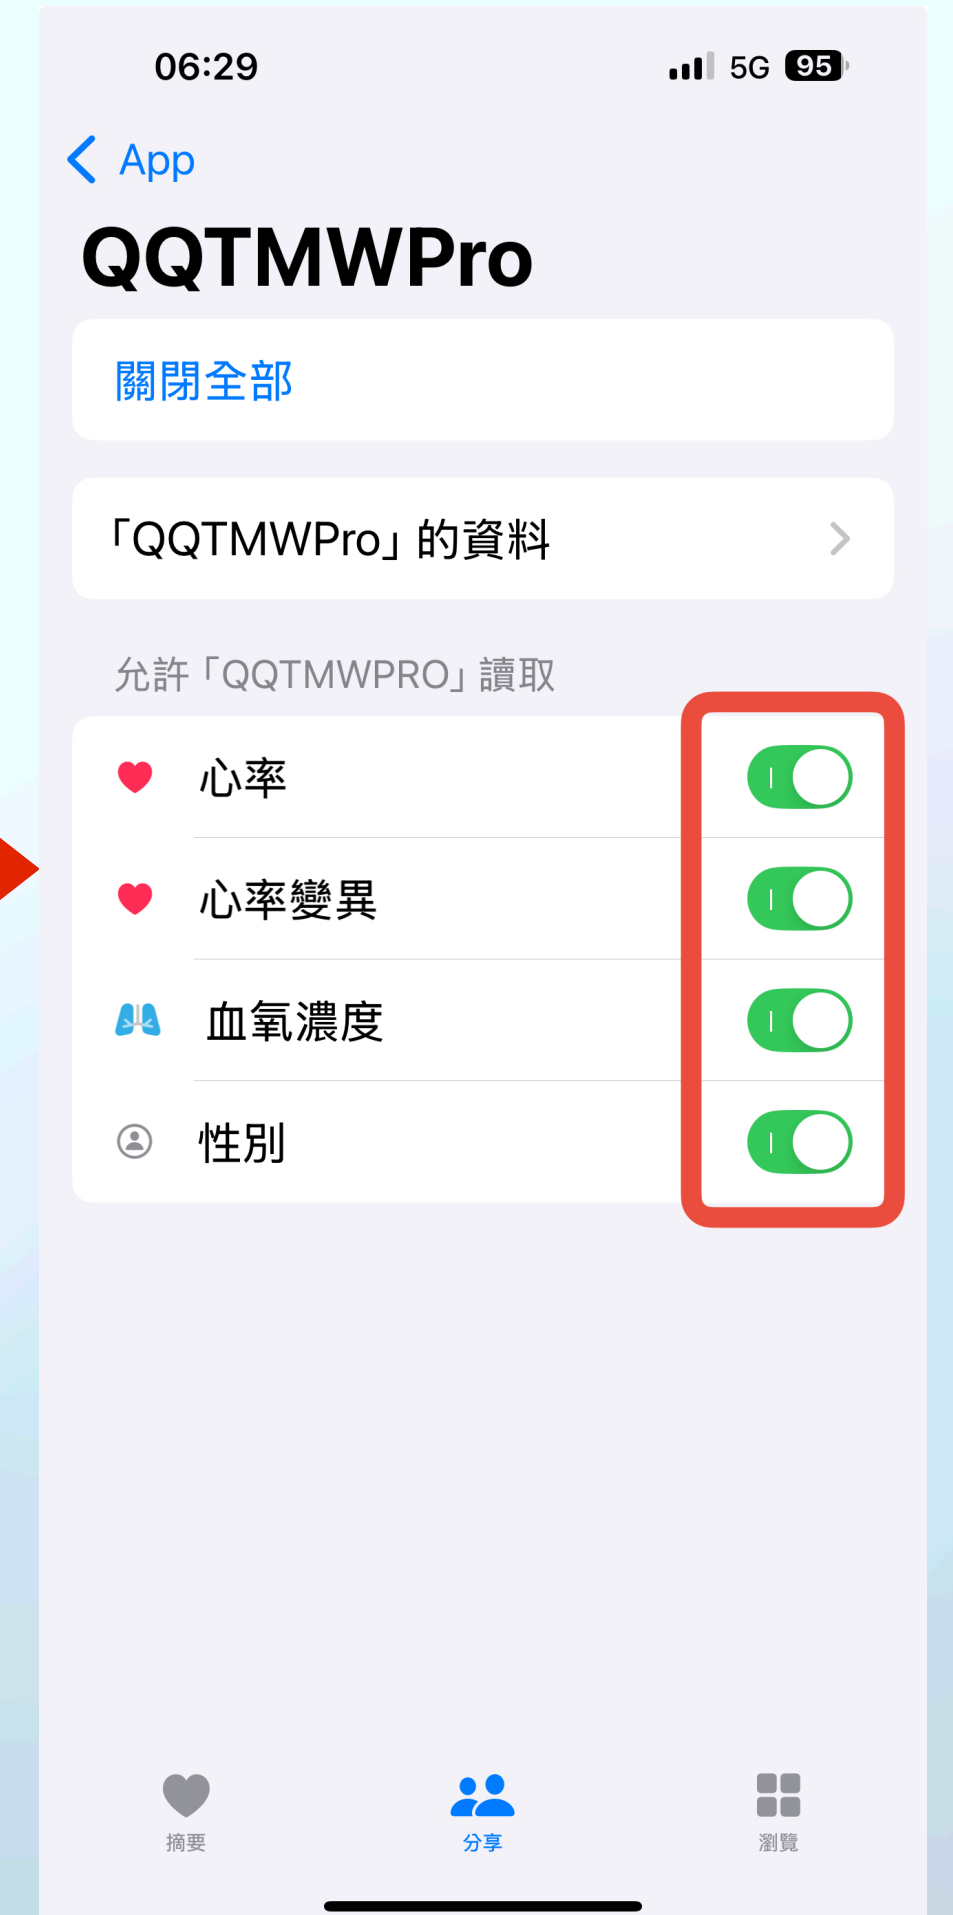 06:29
5G 95
App
QQTMWPro
關閉全部
「QQTMWPro」的資料
允許「QQTMWPRO」讀取
心率
心率變異
血氧濃度
性別
摘要
分享
瀏覽